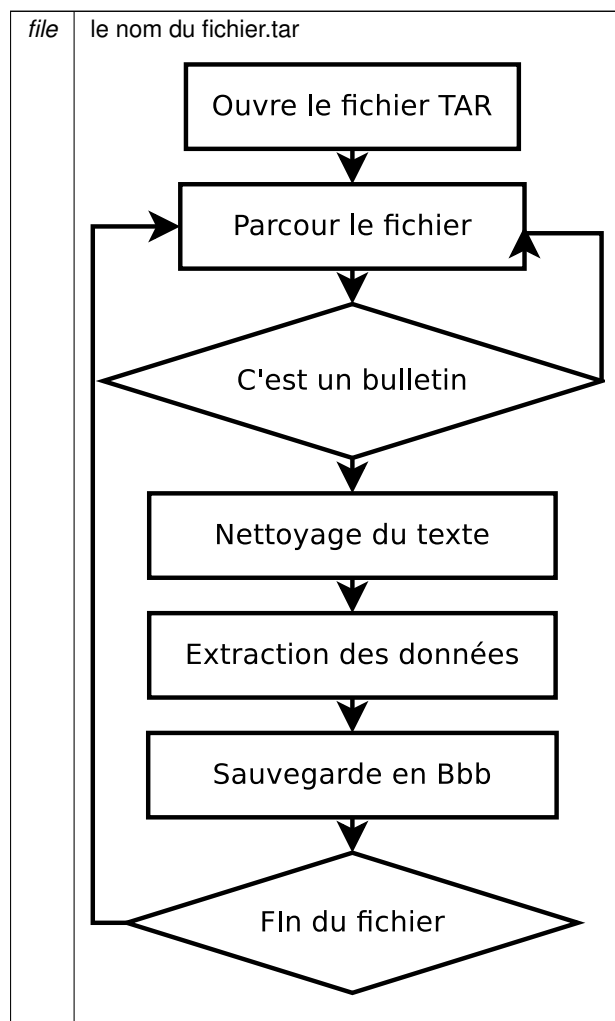 file le nom du fichier.tar
Ouvre le fichier TAR
Parcour le fichier
C'est un bulletin
Nettoyage du texte
Extraction des données
Sauvegarde en Bbb
FIn du fichier